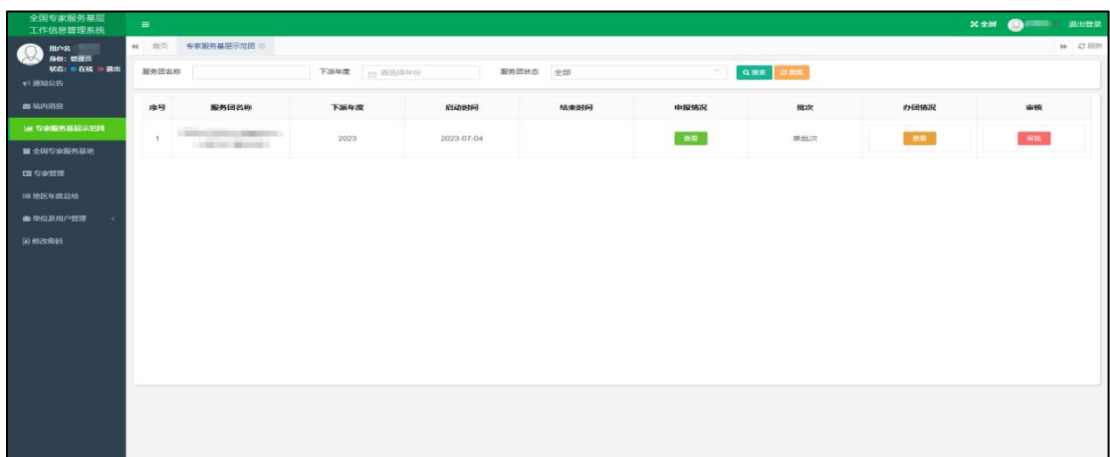 全国专家服务基层
工作信息管理系统
全屏
退出登录
用户名
身份: 管理员
状态: 在线 退出
首页
专家服务基层示范团
刷新
通知公告
站内消息
专家服务基层示范团
全国专家服务基地
专家管理
地区年度总结
单位及用户管理
修改密码
服务团名称
下派年度
请选择年份
服务团状态
全部
搜索
重置
序号 服务团名称 下派年度 启动时间 结束时间 申报情况 批次 办团情况 审核
1 2023 2023-07-04 查看 单批次 查看